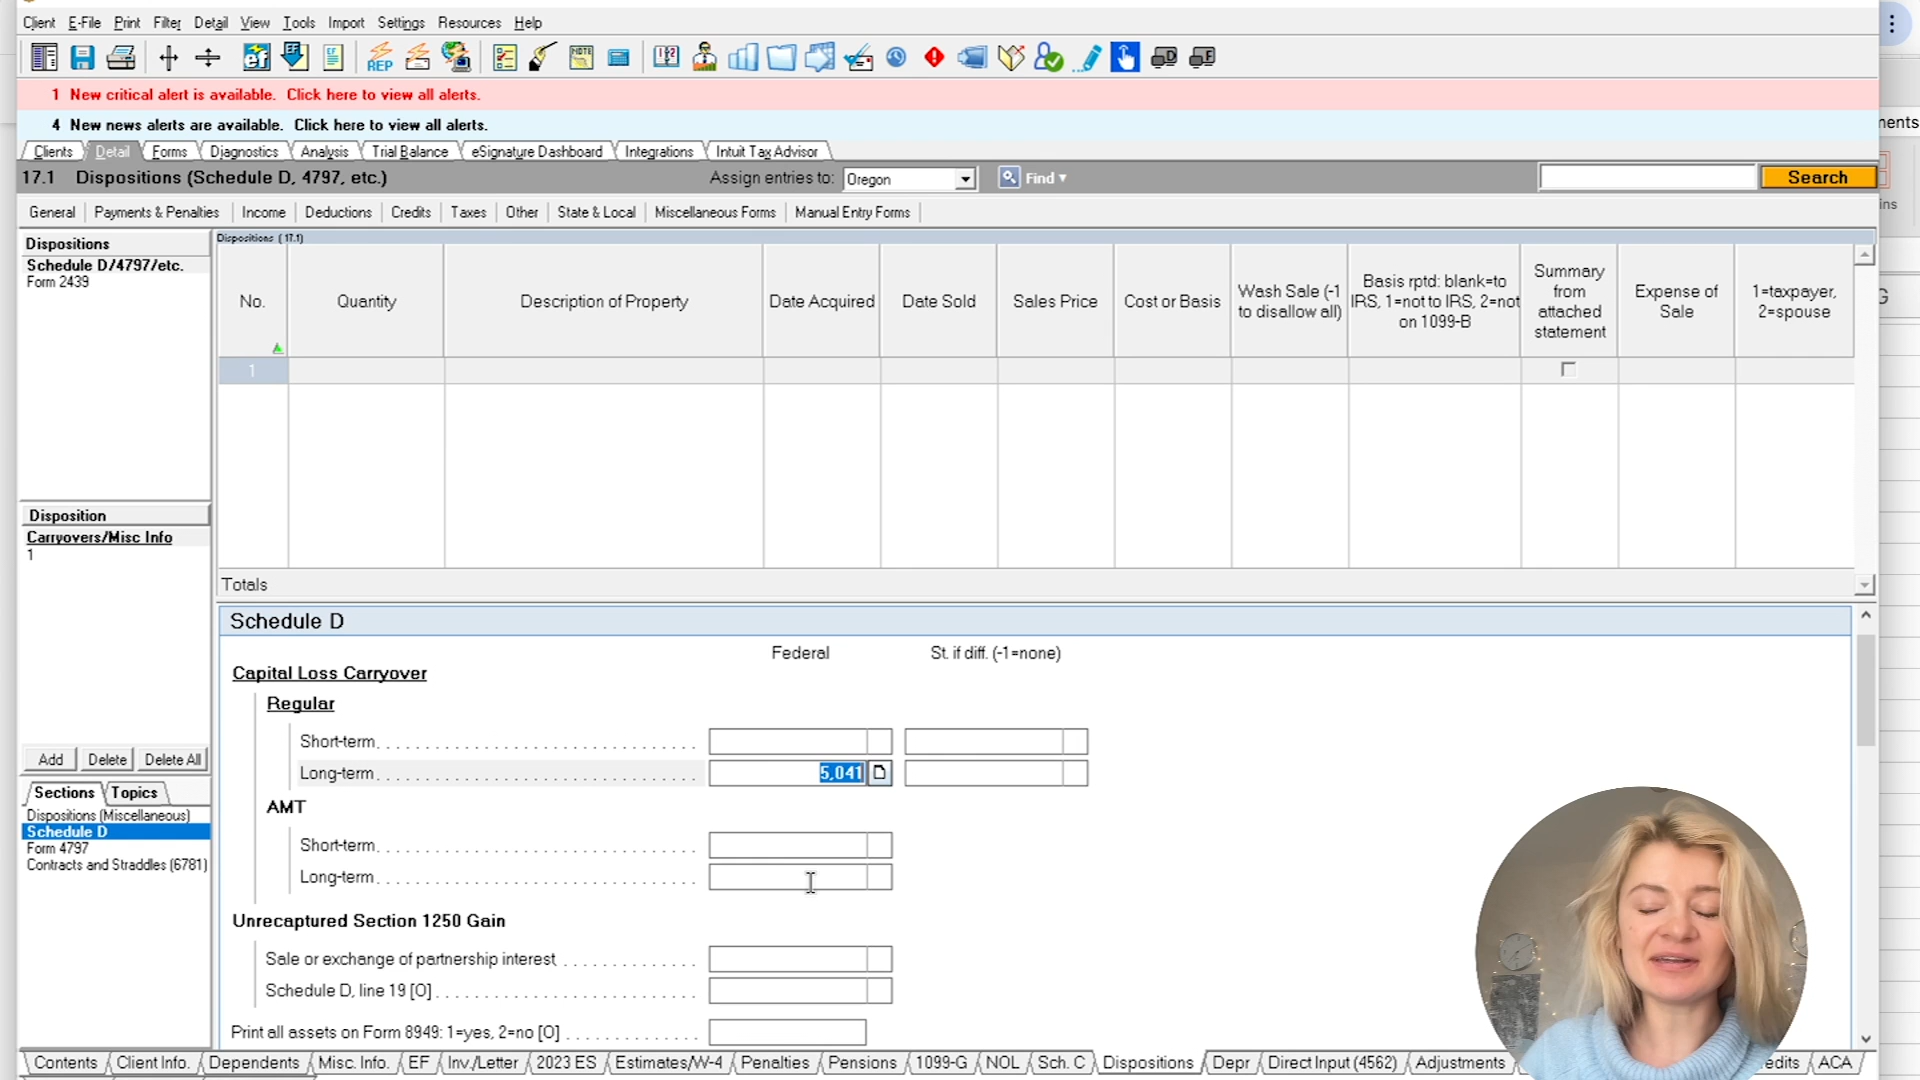 Client E-File Print Filter Detail View Tools Import Settings Resources Help
REP NOTE
1 New critical alert is available. Click here to view all alerts.
4 New news alerts are available. Click here to view all alerts.
ments
Clients Detail Forms Diagnostics Analysis Trial Balance eSignature Dashboard Integrations Intuit Tax Advisor
17.1 Dispositions (Schedule D, 4797, etc.) Assign entries to: Oregon Find Search
ins
General Payments & Penalties Income Deductions Credits Taxes Other State & Local Miscellaneous Forms Manual Entry Forms
Dispositions
Schedule D/4797/etc.
Form 2439
Dispositions (17.1)
No. Quantity Description of Property Date Acquired Date Sold Sales Price Cost or Basis Wash Sale (-1 to disallow all) Basis rptd: blank=to IRS, 1=not to IRS, 2=not on 1099-B Summary from attached statement Expense of Sale 1=taxpayer, 2=spouse
1
G
Totals
Disposition
Carryovers/Misc Info
1
Add Delete Delete All
Sections Topics
Dispositions (Miscellaneous)
Schedule D
Form 4797
Contracts and Straddles (6781)
Schedule D
Federal St. if diff. (-1=none)
Capital Loss Carryover
Regular
Short-term
Long-term 5,041
AMT
Short-term
Long-term
Unrecaptured Section 1250 Gain
Sale or exchange of partnership interest
Schedule D, line 19 [O]
Print all assets on Form 8949: 1=yes, 2=no [O]
Contents Client Info. Dependents Misc. Info. EF Inv./Letter 2023 ES Estimates/W-4 Penalties Pensions 1099-G NOL Sch. C Dispositions Depr Direct Input (4562) Adjustments edits ACA